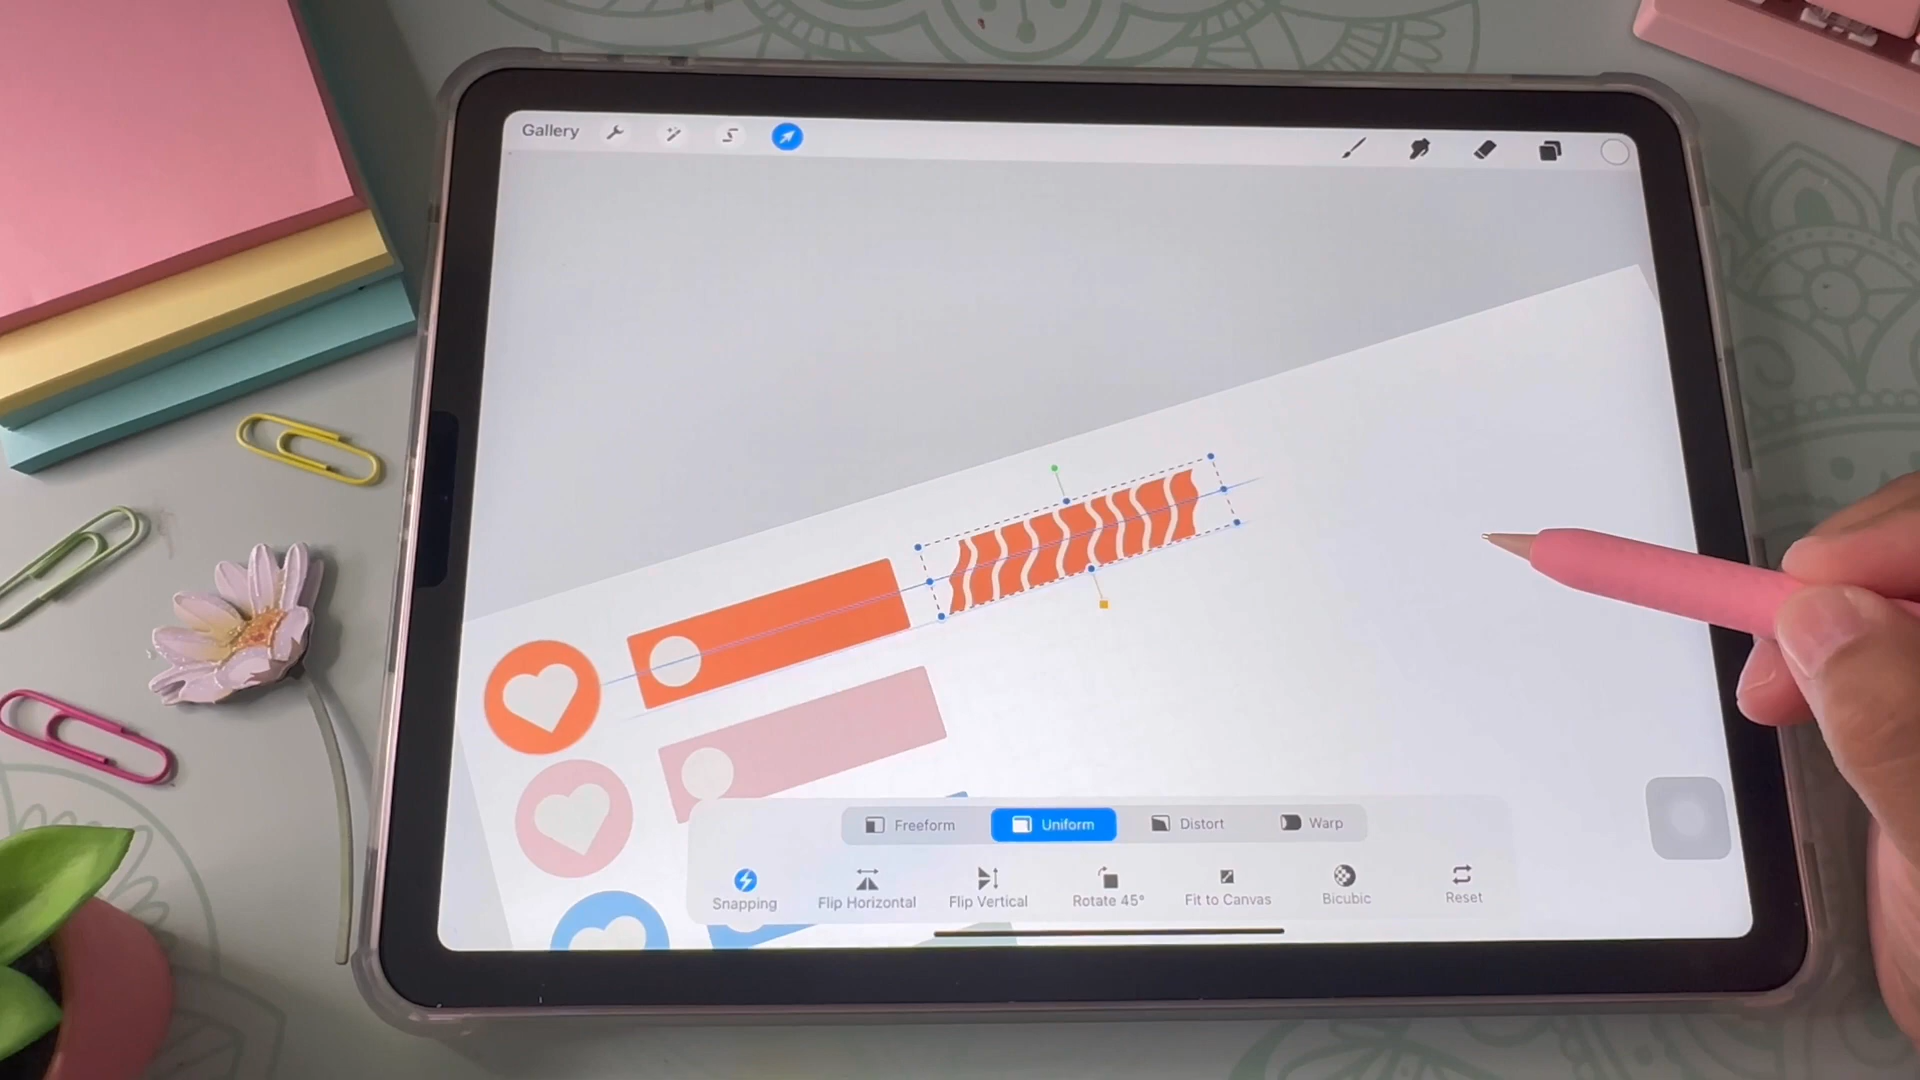 Gallery
Freeform
Uniform
Distort
Warp
Snapping
Flip Horizontal
Flip Vertical
Rotate 45°
Fit to Canvas
Bicubic
Reset